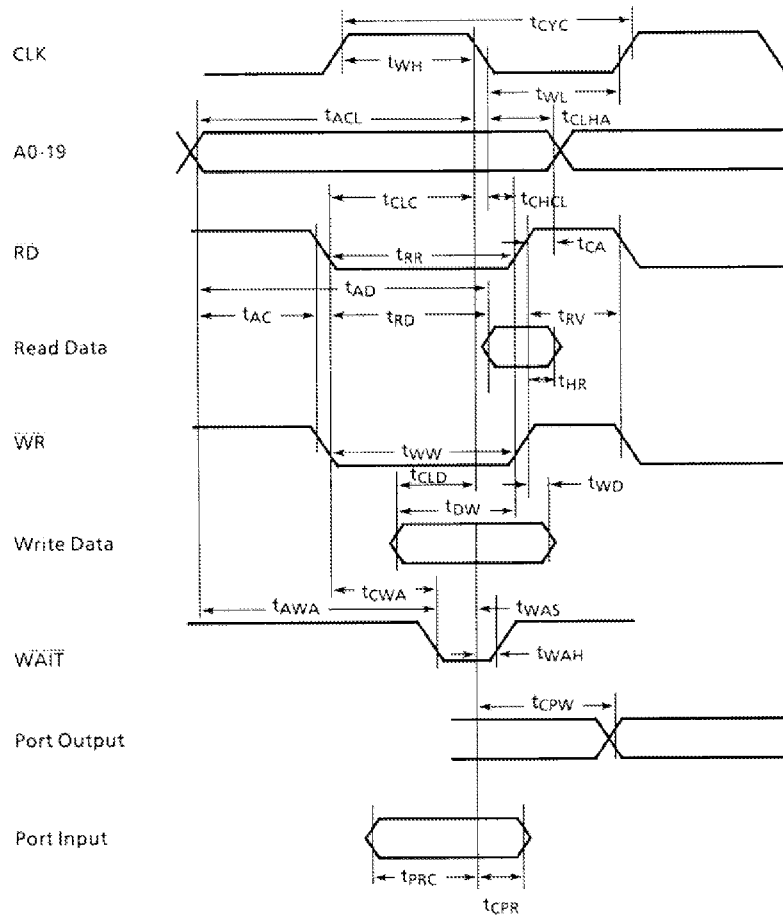 tCYC
CLK
tWH
tWL
tACL
tCLHA
A0-19
tCLC
tCHCL
RD
tRR
tCA
tAD
tAC
tRD
tRV
Read Data
tHR
WR
tWW
tCLD
tWD
tDW
Write Data
tCWA
tAWA
tWAS
WAIT
tWAH
tCPW
Port Output
Port Input
tPRC
tCPR